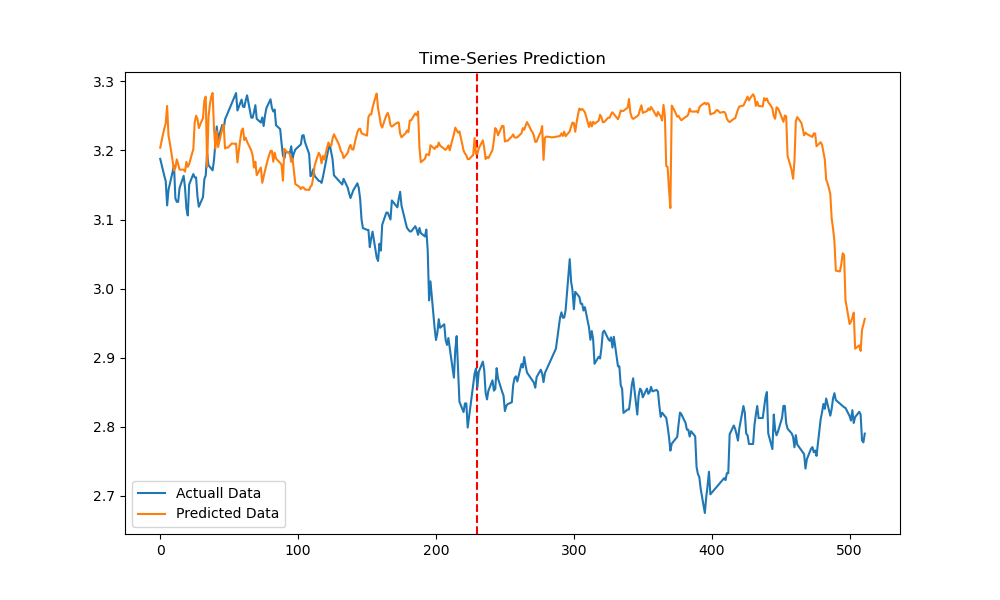 Time-Series Prediction
3.3
3.2
3.1
3.0
2.9
2.8
2.7
Actuall Data
Predicted Data
0 100 200 300 400 500